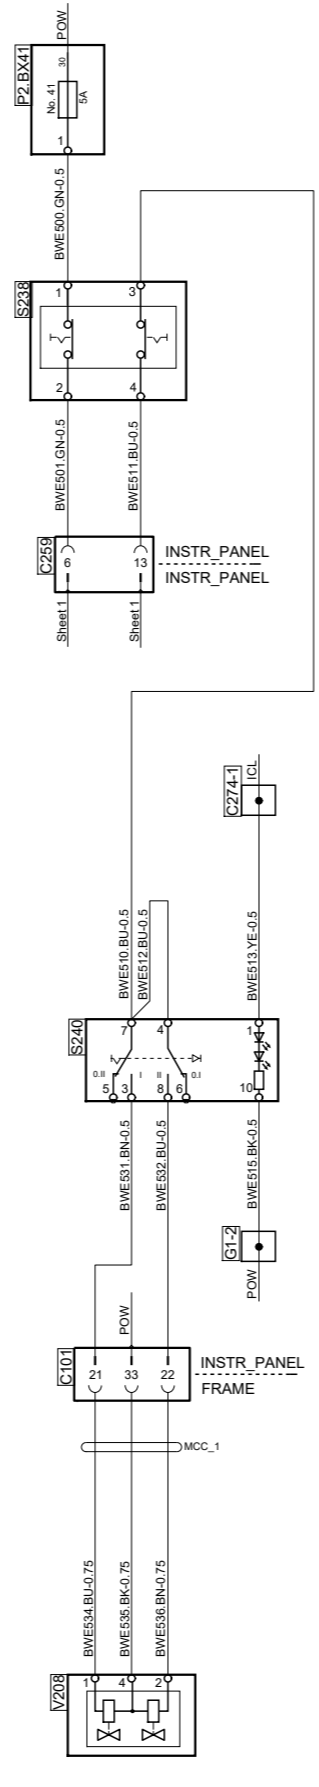 POW
P2.BX41
30
No. 41
5A
1
BWE500.GN-0.5
S238
1
3
2
4
BWE501.GN-0.5
BWE511.BU-0.5
C259
6
13
INSTR_PANEL
INSTR_PANEL
Sheet 1
Sheet 1
C274-1
ICL
BWE510.BU-0.5
BWE512.BU-0.5
BWE513.YE-0.5
S240
7
4
1
0.II
I
II
0.I
5
3
8
6
10
BWE531.BN-0.5
BWE532.BU-0.5
BWE515.BK-0.5
G1-2
POW
POW
C101
21
33
22
INSTR_PANEL
FRAME
MCC_1
BWE534.BU-0.75
BWE535.BK-0.75
BWE536.BN-0.75
V208
1
4
2